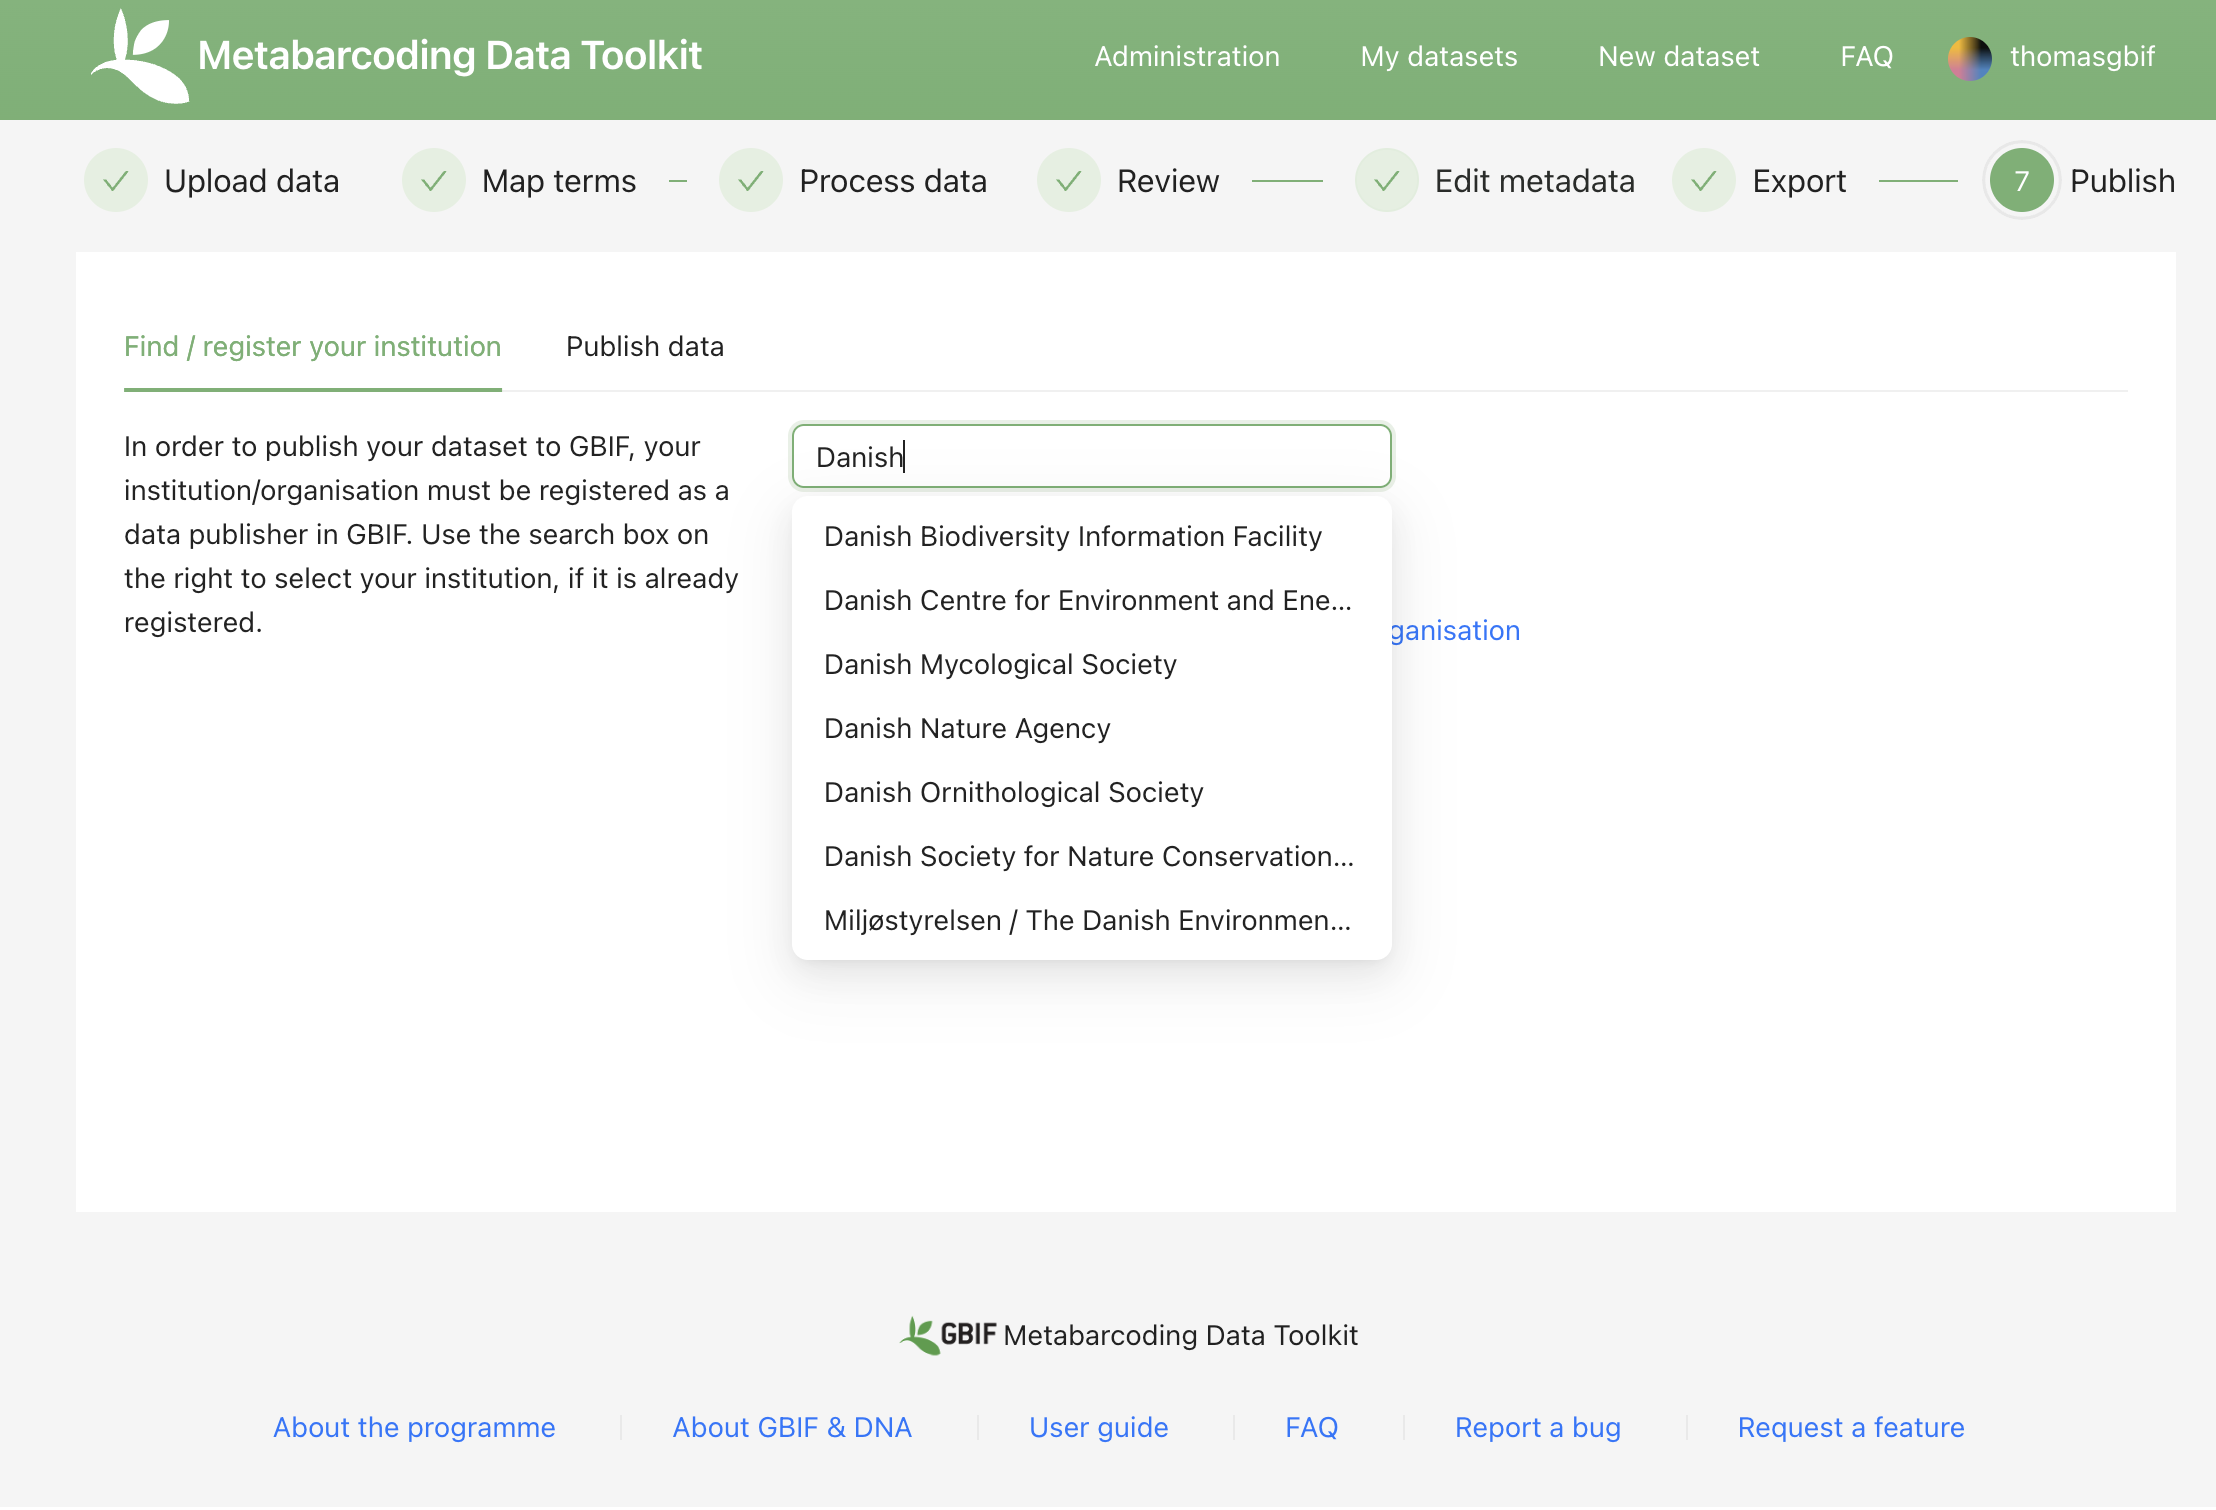 Metabarcoding Data Toolkit
Administration
My datasets
New dataset
FAQ
thomasgbif
Upload data
Map terms
Process data
Review
Edit metadata
Export
7
Publish
Find / register your institution
Publish data
In order to publish your dataset to GBIF, your
institution/organisation must be registered as a
data publisher in GBIF. Use the search box on
the right to select your institution, if it is already
registered.
Danish
Danish Biodiversity Information Facility
Danish Centre for Environment and Ene...
ganisation
Danish Mycological Society
Danish Nature Agency
Danish Ornithological Society
Danish Society for Nature Conservation...
Miljøstyrelsen / The Danish Environmen...
GBIF Metabarcoding Data Toolkit
About the programme
About GBIF & DNA
User guide
FAQ
Report a bug
Request a feature